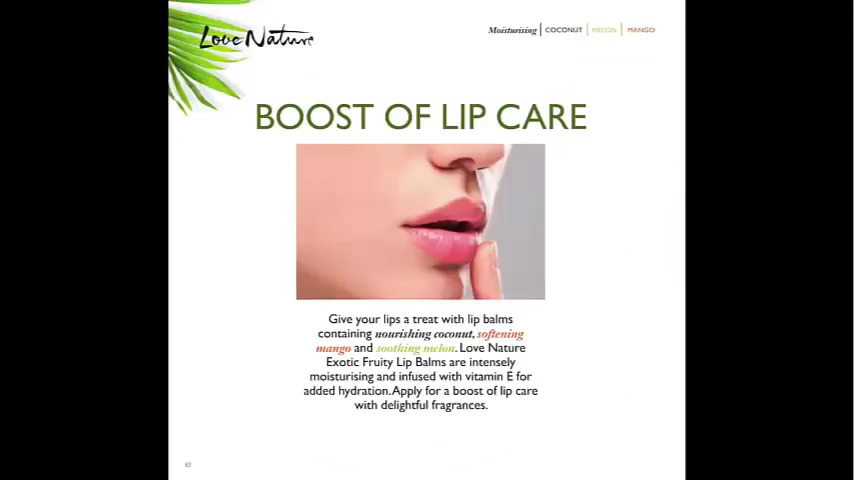 Love Nature
Moisturising | COCONUT | MELON | MANGO
BOOST OF LIP CARE
Give your lips a treat with lip balms
containing nourishing coconut, softening
mango and soothing melon. Love Nature
Exotic Fruity Lip Balms are intensely
moisturising and infused with vitamin E for
added hydration. Apply for a boost of lip care
with delightful fragrances.
82